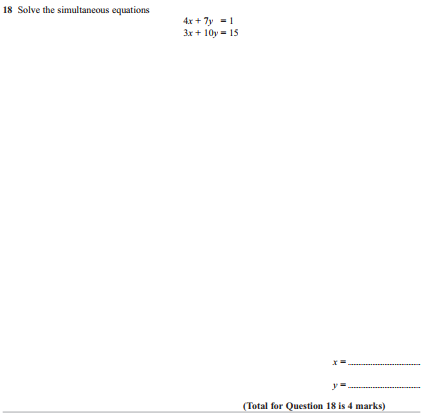 18 Solve the simultaneous equations
4x + 7y = 1
3x + 10y = 15
x = ........................................
y = ........................................
(Total for Question 18 is 4 marks)